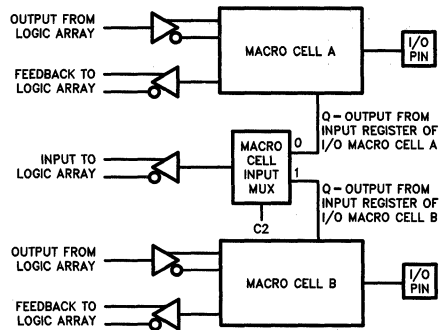 OUTPUT FROM
LOGIC ARRAY
MACRO CELL A
I/O
PIN
FEEDBACK TO
LOGIC ARRAY
Q – OUTPUT FROM
INPUT REGISTER OF
I/O MACRO CELL A
MACRO
CELL
INPUT
MUX
0
1
INPUT TO
LOGIC ARRAY
Q – OUTPUT FROM
INPUT REGISTER OF
I/O MACRO CELL B
C2
OUTPUT FROM
LOGIC ARRAY
MACRO CELL B
I/O
PIN
FEEDBACK TO
LOGIC ARRAY